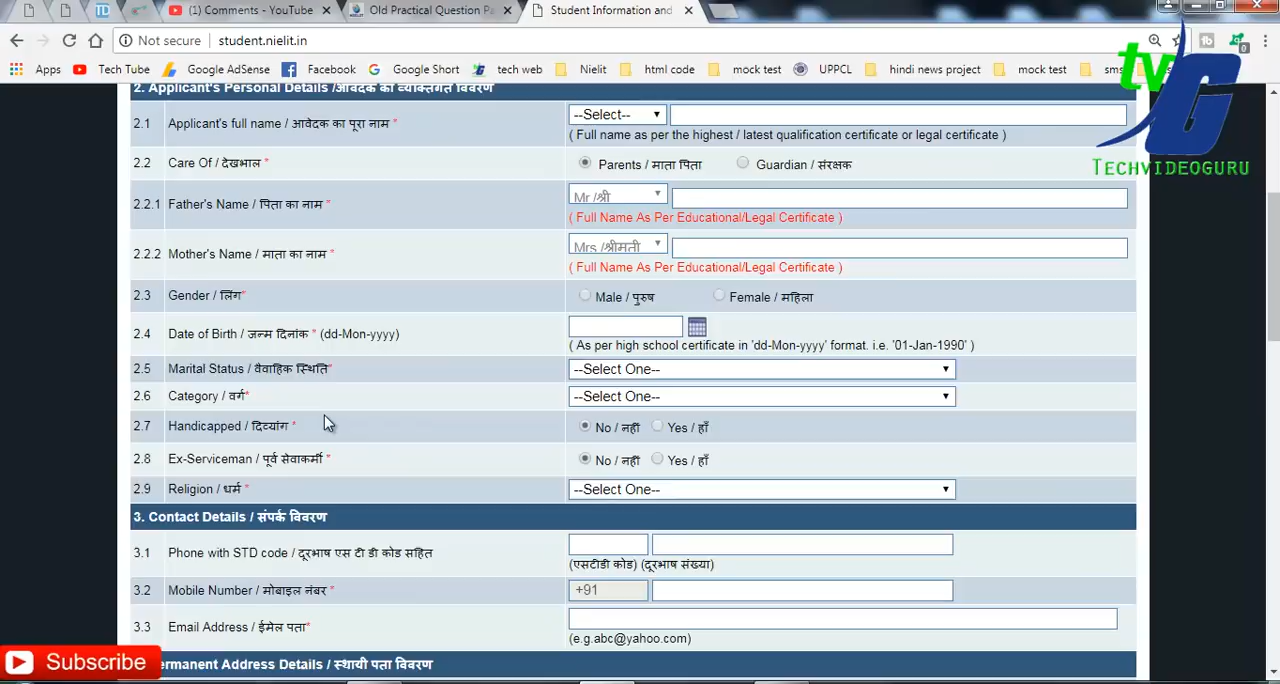 (1) Comments - YouTube
Old Practical Question Pa
Student Information and
Not secure
student.nielit.in
Apps
Tech Tube
Google AdSense
Facebook
Google Short
tech web
Nielit
html code
mock test
UPPCL
hindi news project
mock test
sms
tv
G
TECHVIDEOGURU
2. Applicant's Personal Details /आवेदक का व्यक्तिगत विवरण
2.1 Applicant's full name / आवेदक का पूरा नाम * --Select--
( Full name as per the highest / latest qualification certificate or legal certificate )
2.2 Care Of / देखभाल * Parents / माता पिता Guardian / संरक्षक
2.2.1 Father's Name / पिता का नाम * Mr /श्री
( Full Name As Per Educational/Legal Certificate )
2.2.2 Mother's Name / माता का नाम * Mrs /श्रीमती
( Full Name As Per Educational/Legal Certificate )
2.3 Gender / लिंग* Male / पुरुष Female / महिला
2.4 Date of Birth / जन्म दिनांक * (dd-Mon-yyyy)
( As per high school certificate in 'dd-Mon-yyyy' format. i.e. '01-Jan-1990' )
2.5 Marital Status / वैवाहिक स्थिति* --Select One--
2.6 Category / वर्ग* --Select One--
2.7 Handicapped / दिव्यांग * No / नहीं Yes / हाँ
2.8 Ex-Serviceman / पूर्व सेवाकर्मी * No / नहीं Yes / हाँ
2.9 Religion / धर्म * --Select One--
3. Contact Details / संपर्क विवरण
3.1 Phone with STD code / दूरभाष एस टी डी कोड सहित
(एसटीडी कोड) (दूरभाष संख्या)
3.2 Mobile Number / मोबाइल नंबर * +91
3.3 Email Address / ईमेल पता*
(e.g.abc@yahoo.com)
Subscribe
ermanent Address Details / स्थायी पता विवरण